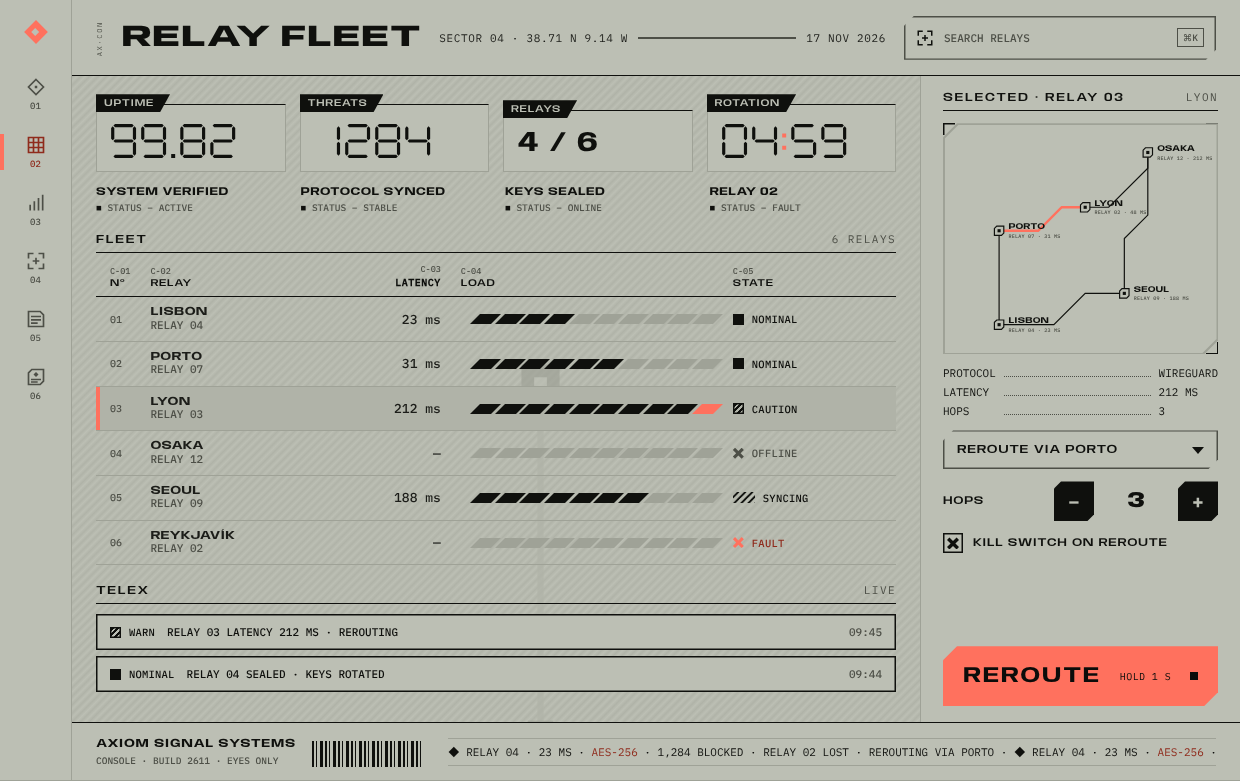 AX-CON
RELAY FLEET
SECTOR 04 · 38.71 N 9.14 W
17 NOV 2026
SEARCH RELAYS
⌘K
01
02
03
04
05
06
UPTIME
99.82
SYSTEM VERIFIED
STATUS – ACTIVE
THREATS
1284
PROTOCOL SYNCED
STATUS – STABLE
RELAYS
4 / 6
KEYS SEALED
STATUS – ONLINE
ROTATION
04:59
RELAY 02
STATUS – FAULT
FLEET
6 RELAYS
C-01 C-02 C-03 C-04 C-05
Nº RELAY LATENCY LOAD STATE
01 LISBON 23 ms NOMINAL
RELAY 04
02 PORTO 31 ms NOMINAL
RELAY 07
03 LYON 212 ms CAUTION
RELAY 03
04 OSAKA – OFFLINE
RELAY 12
05 SEOUL 188 ms SYNCING
RELAY 09
06 REYKJAVÍK – FAULT
RELAY 02
TELEX
LIVE
WARN RELAY 03 LATENCY 212 MS · REROUTING 09:45
NOMINAL RELAY 04 SEALED · KEYS ROTATED 09:44
SELECTED · RELAY 03
LYON
OSAKA
RELAY 12 · 212 MS
LYON
RELAY 03 · 48 MS
PORTO
RELAY 07 · 31 MS
SEOUL
RELAY 09 · 188 MS
LISBON
RELAY 04 · 23 MS
PROTOCOL WIREGUARD
LATENCY 212 MS
HOPS 3
REROUTE VIA PORTO
HOPS – 3 +
KILL SWITCH ON REROUTE
REROUTE HOLD 1 S
AXIOM SIGNAL SYSTEMS
CONSOLE · BUILD 2611 · EYES ONLY
RELAY 04 · 23 MS · AES-256 · 1,284 BLOCKED · RELAY 02 LOST · REROUTING VIA PORTO · RELAY 04 · 23 MS · AES-256 ·